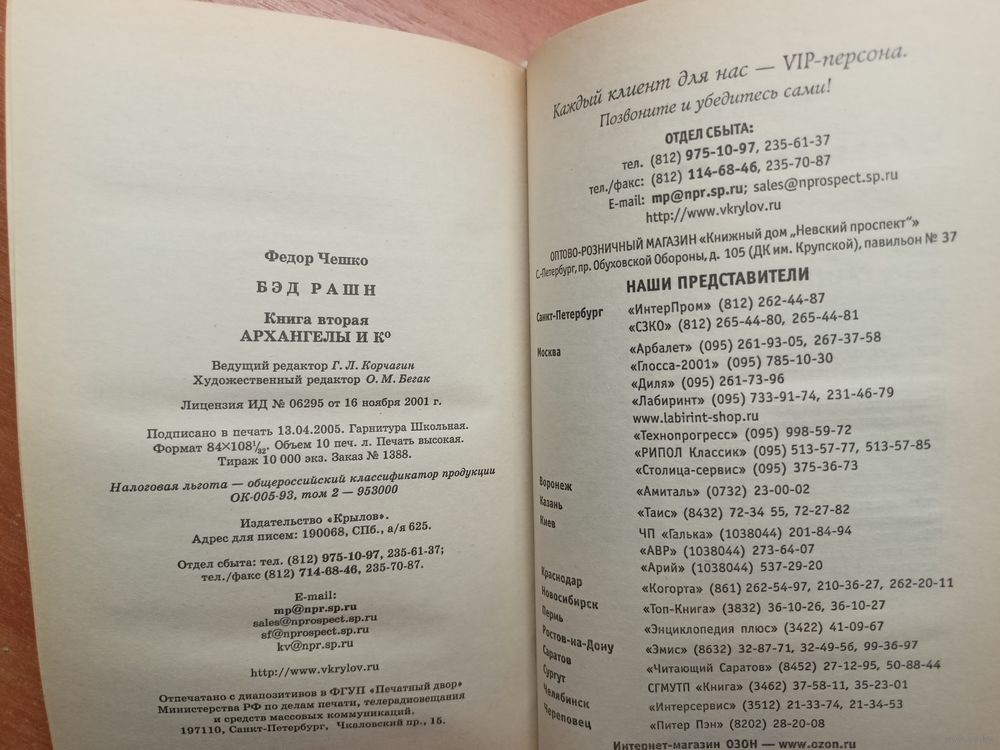 Федор Чешко
БЭД РАШН
Книга вторая
АРХАНГЕЛЫ И Кº
Ведущий редактор Г. Л. Корчагин
Художественный редактор О. М. Бегак
Лицензия ИД № 06295 от 16 ноября 2001 г.
Подписано в печать 13.04.2005. Гарнитура Школьная.
Формат 84×108 1/32. Объем 10 печ. л. Печать высокая.
Тираж 10 000 экз. Заказ № 1388.
Налоговая льгота — общероссийский классификатор продукции
ОК-005-93, том 2 — 953000
Издательство «Крылов».
Адрес для писем: 190068, СПб., а/я 625.
Отдел сбыта: тел. (812) 975-10-97, 235-61-37;
тел./факс (812) 714-68-46, 235-70-87.
E-mail:
mp@npr.sp.ru
sales@nprospect.sp.ru
sf@nprospect.sp.ru
kv@npr.sp.ru
http://www.vkrylov.ru
Отпечатано с диапозитивов в ФГУП «Печатный двор»
Министерства РФ по делам печати, телерадиовещания
и средств массовых коммуникаций.
197110, Санкт-Петербург, Чкаловский пр., 15.
Каждый клиент для нас — VIP-персона.
Позвоните и убедитесь сами!
ОТДЕЛ СБЫТА:
тел. (812) 975-10-97, 235-61-37
тел./факс: (812) 114-68-46, 235-70-87
E-mail: mp@npr.sp.ru; sales@nprospect.sp.ru
http://www.vkrylov.ru
ОПТОВО-РОЗНИЧНЫЙ МАГАЗИН «Книжный дом „Невский проспект“»
С.-Петербург, пр. Обуховской Обороны, д. 105 (ДК им. Крупской), павильон № 37
НАШИ ПРЕДСТАВИТЕЛИ
Санкт-Петербург «ИнтерПром» (812) 262-44-87
«СЗКО» (812) 265-44-80, 265-44-81
Москва «Арбалет» (095) 261-93-05, 267-37-58
«Глосса-2001» (095) 785-10-30
«Диля» (095) 261-73-96
«Лабиринт» (095) 733-91-74, 231-46-79
www.labirint-shop.ru
«Технопрогресс» (095) 998-59-72
«РИПОЛ Классик» (095) 513-57-77, 513-57-85
«Столица-сервис» (095) 375-36-73
Воронеж «Амиталь» (0732) 23-00-02
Казань «Таис» (8432) 72-34 55, 72-27-82
Киев ЧП «Галька» (1038044) 201-84-94
«АВР» (1038044) 273-64-07
«Арий» (1038044) 537-29-20
Краснодар «Когорта» (861) 262-54-97, 210-36-27, 262-20-11
Новосибирск «Топ-Книга» (3832) 36-10-26, 36-10-27
Пермь «Энциклопедия плюс» (3422) 41-09-67
Ростов-на-Дону «Эмис» (8632) 32-87-71, 32-49-56, 99-36-97
Саратов «Читающий Саратов» (8452) 27-12-95, 50-88-44
Сургут СГМУТП «Книга» (3462) 37-58-11, 35-23-01
Челябинск «Интерсервис» (3512) 21-33-74, 21-34-53
Череповец «Питер Пэн» (8202) 28-20-08
Интернет-магазин ОЗОН — www.ozon.ru